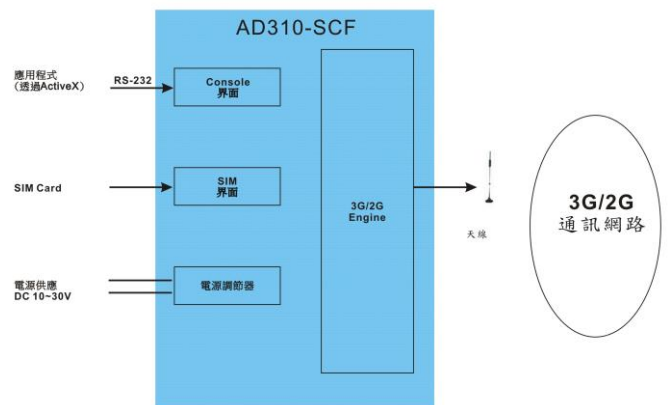 AD310-SCF
應用程式
(透過ActiveX)
RS-232
Console
界面
SIM Card
SIM
界面
3G/2G
Engine
天線
3G/2G
通訊網路
電源供應
DC 10~30V
電源調節器